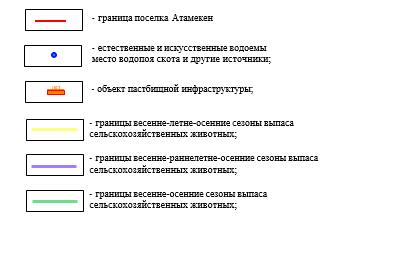 - граница поселка Атамекен
- естественные и искусственные водоемы
место водопоя скота и другие источники;
- объект пастбищной инфраструктуры;
- границы весенне-летне-осенние сезоны выпаса
сельскохозяйственных животных;
- границы весенне-раннелетне-осенние сезоны выпаса
сельскохозяйственных животных;
- границы весенне-осенние сезоны выпаса
сельскохозяйственных животных;